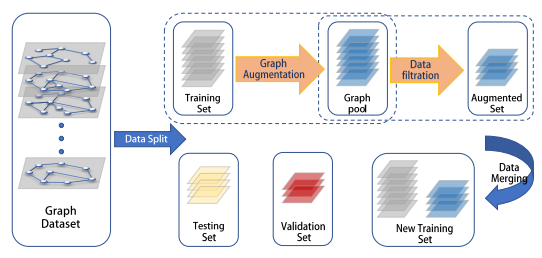 Graph
Dataset
Data Split
Training
Set
Graph
Augmentation
Graph
pool
Data
filtration
Augmented
Set
Data
Merging
Testing
Set
Validation
Set
New Training
Set